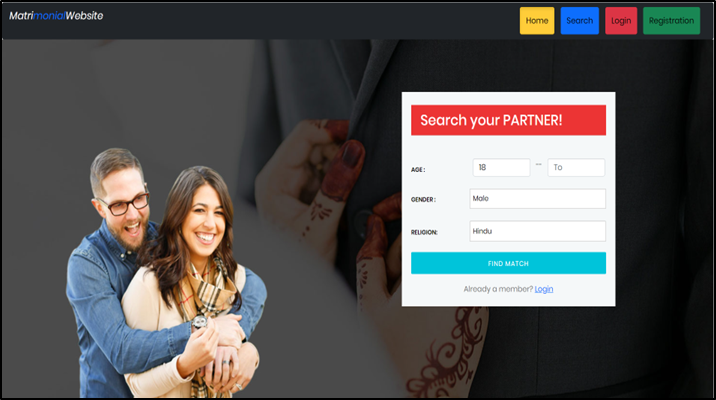 MatrimonialWebsite
Home Search Login Registration
Search your PARTNER!
AGE : 18 --- To
GENDER : Male
RELIGION: Hindu
FIND MATCH
Already a member? Login